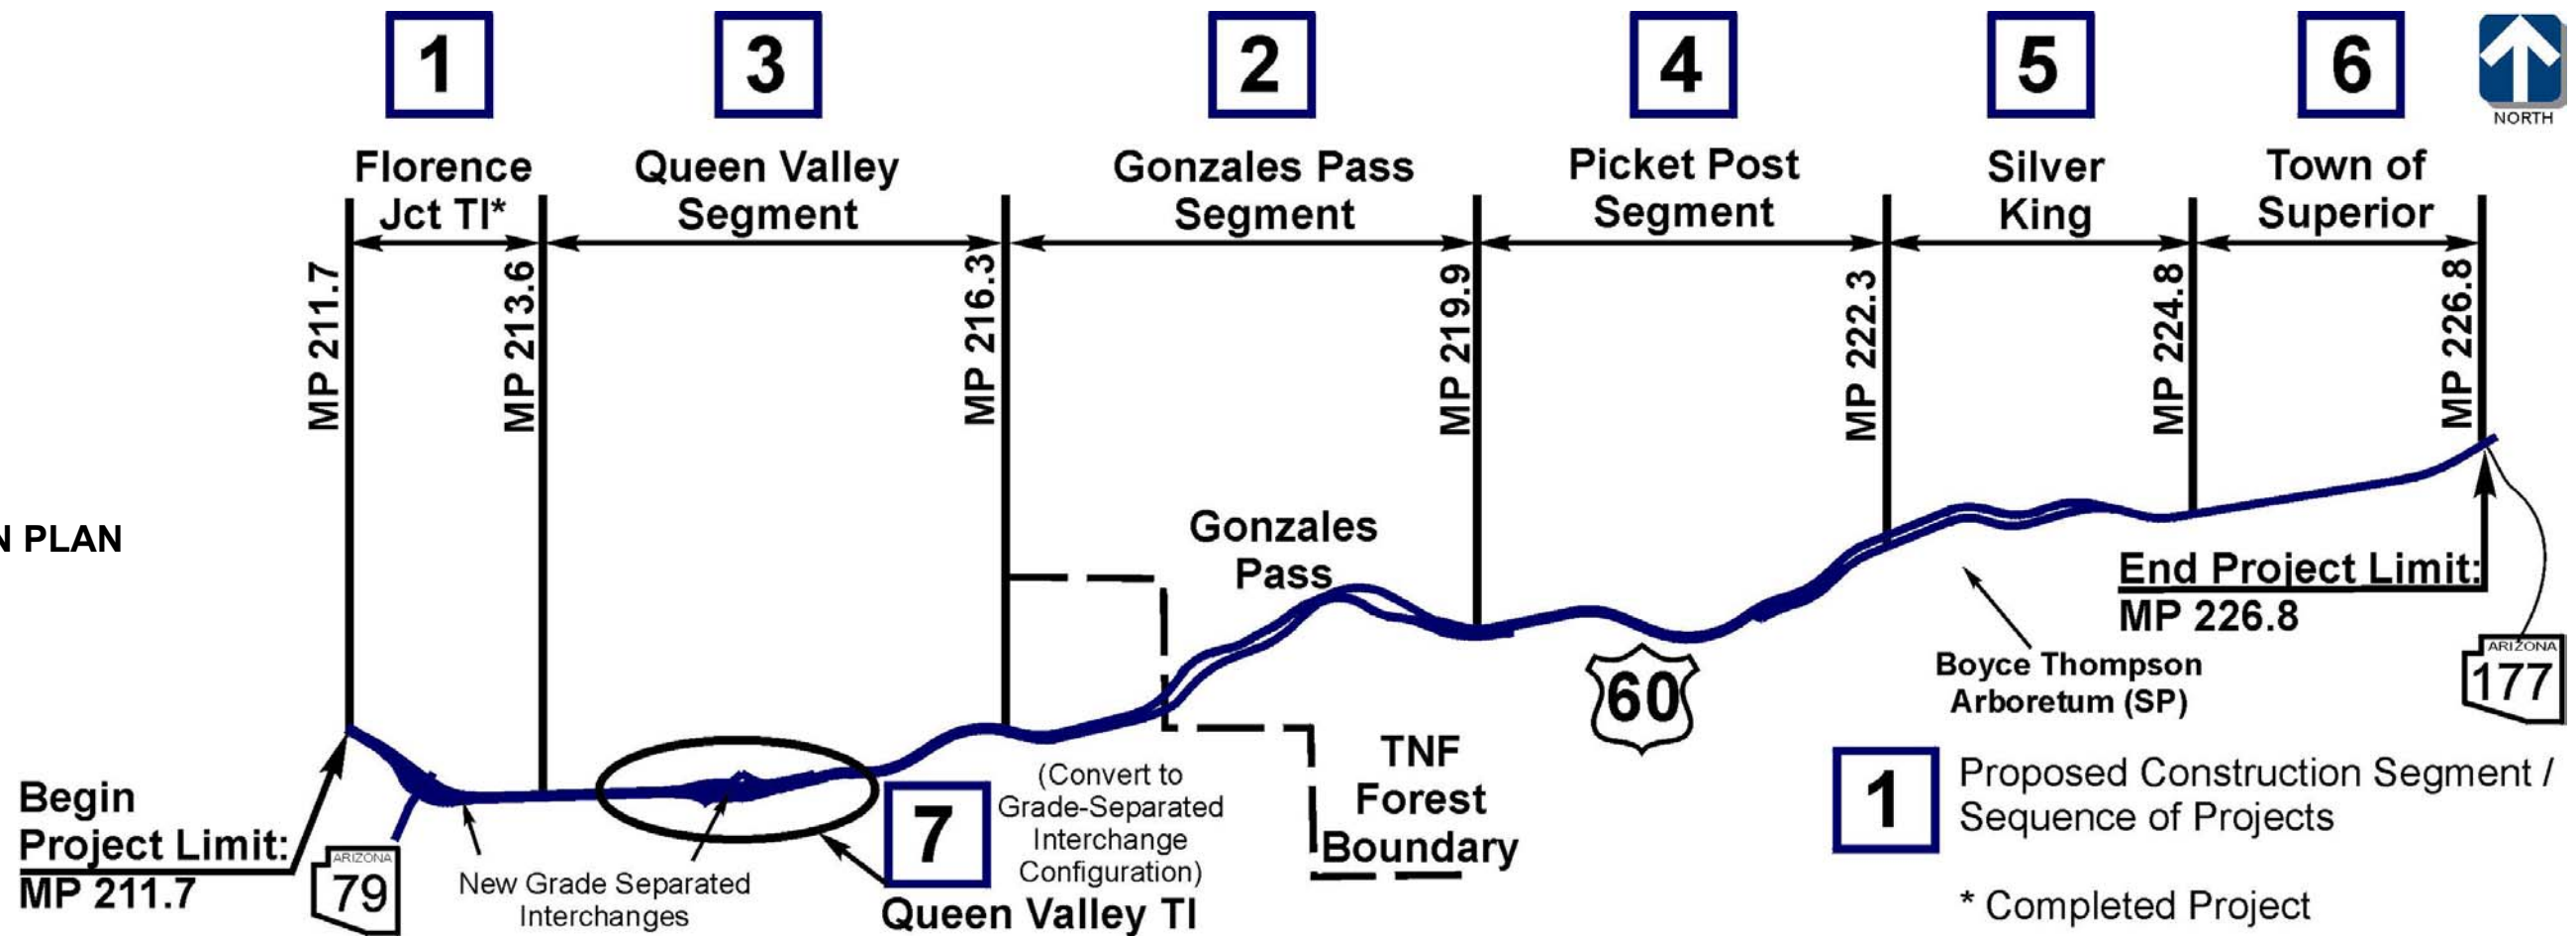 1
3
2
4
5
6
NORTH
Florence
Jct TI*
Queen Valley
Segment
Gonzales Pass
Segment
Picket Post
Segment
Silver
King
Town of
Superior
MP 211.7
MP 213.6
MP 216.3
MP 219.9
MP 222.3
MP 224.8
MP 226.8
N PLAN
Gonzales
Pass
End Project Limit:
MP 226.8
60
Boyce Thompson
Arboretum (SP)
ARIZONA
177
Begin
Project Limit:
MP 211.7
ARIZONA
79
New Grade Separated
Interchanges
7
(Convert to
Grade-Separated
Interchange
Configuration)
Queen Valley TI
TNF
Forest
Boundary
1
Proposed Construction Segment /
Sequence of Projects
* Completed Project